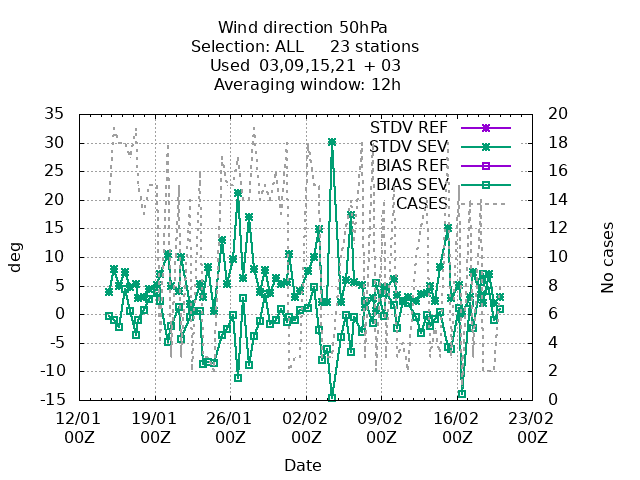 Wind direction 50hPa
Selection: ALL 23 stations
Used 03,09,15,21 + 03
Averaging window: 12h
STDV REF
STDV SEV
BIAS REF
BIAS SEV
CASES
deg
35
30
25
20
15
10
5
0
-5
-10
-15
No cases
20
18
16
14
12
10
8
6
4
2
0
12/01 19/01 26/01 02/02 09/02 16/02 23/02
00Z 00Z 00Z 00Z 00Z 00Z 00Z
Date